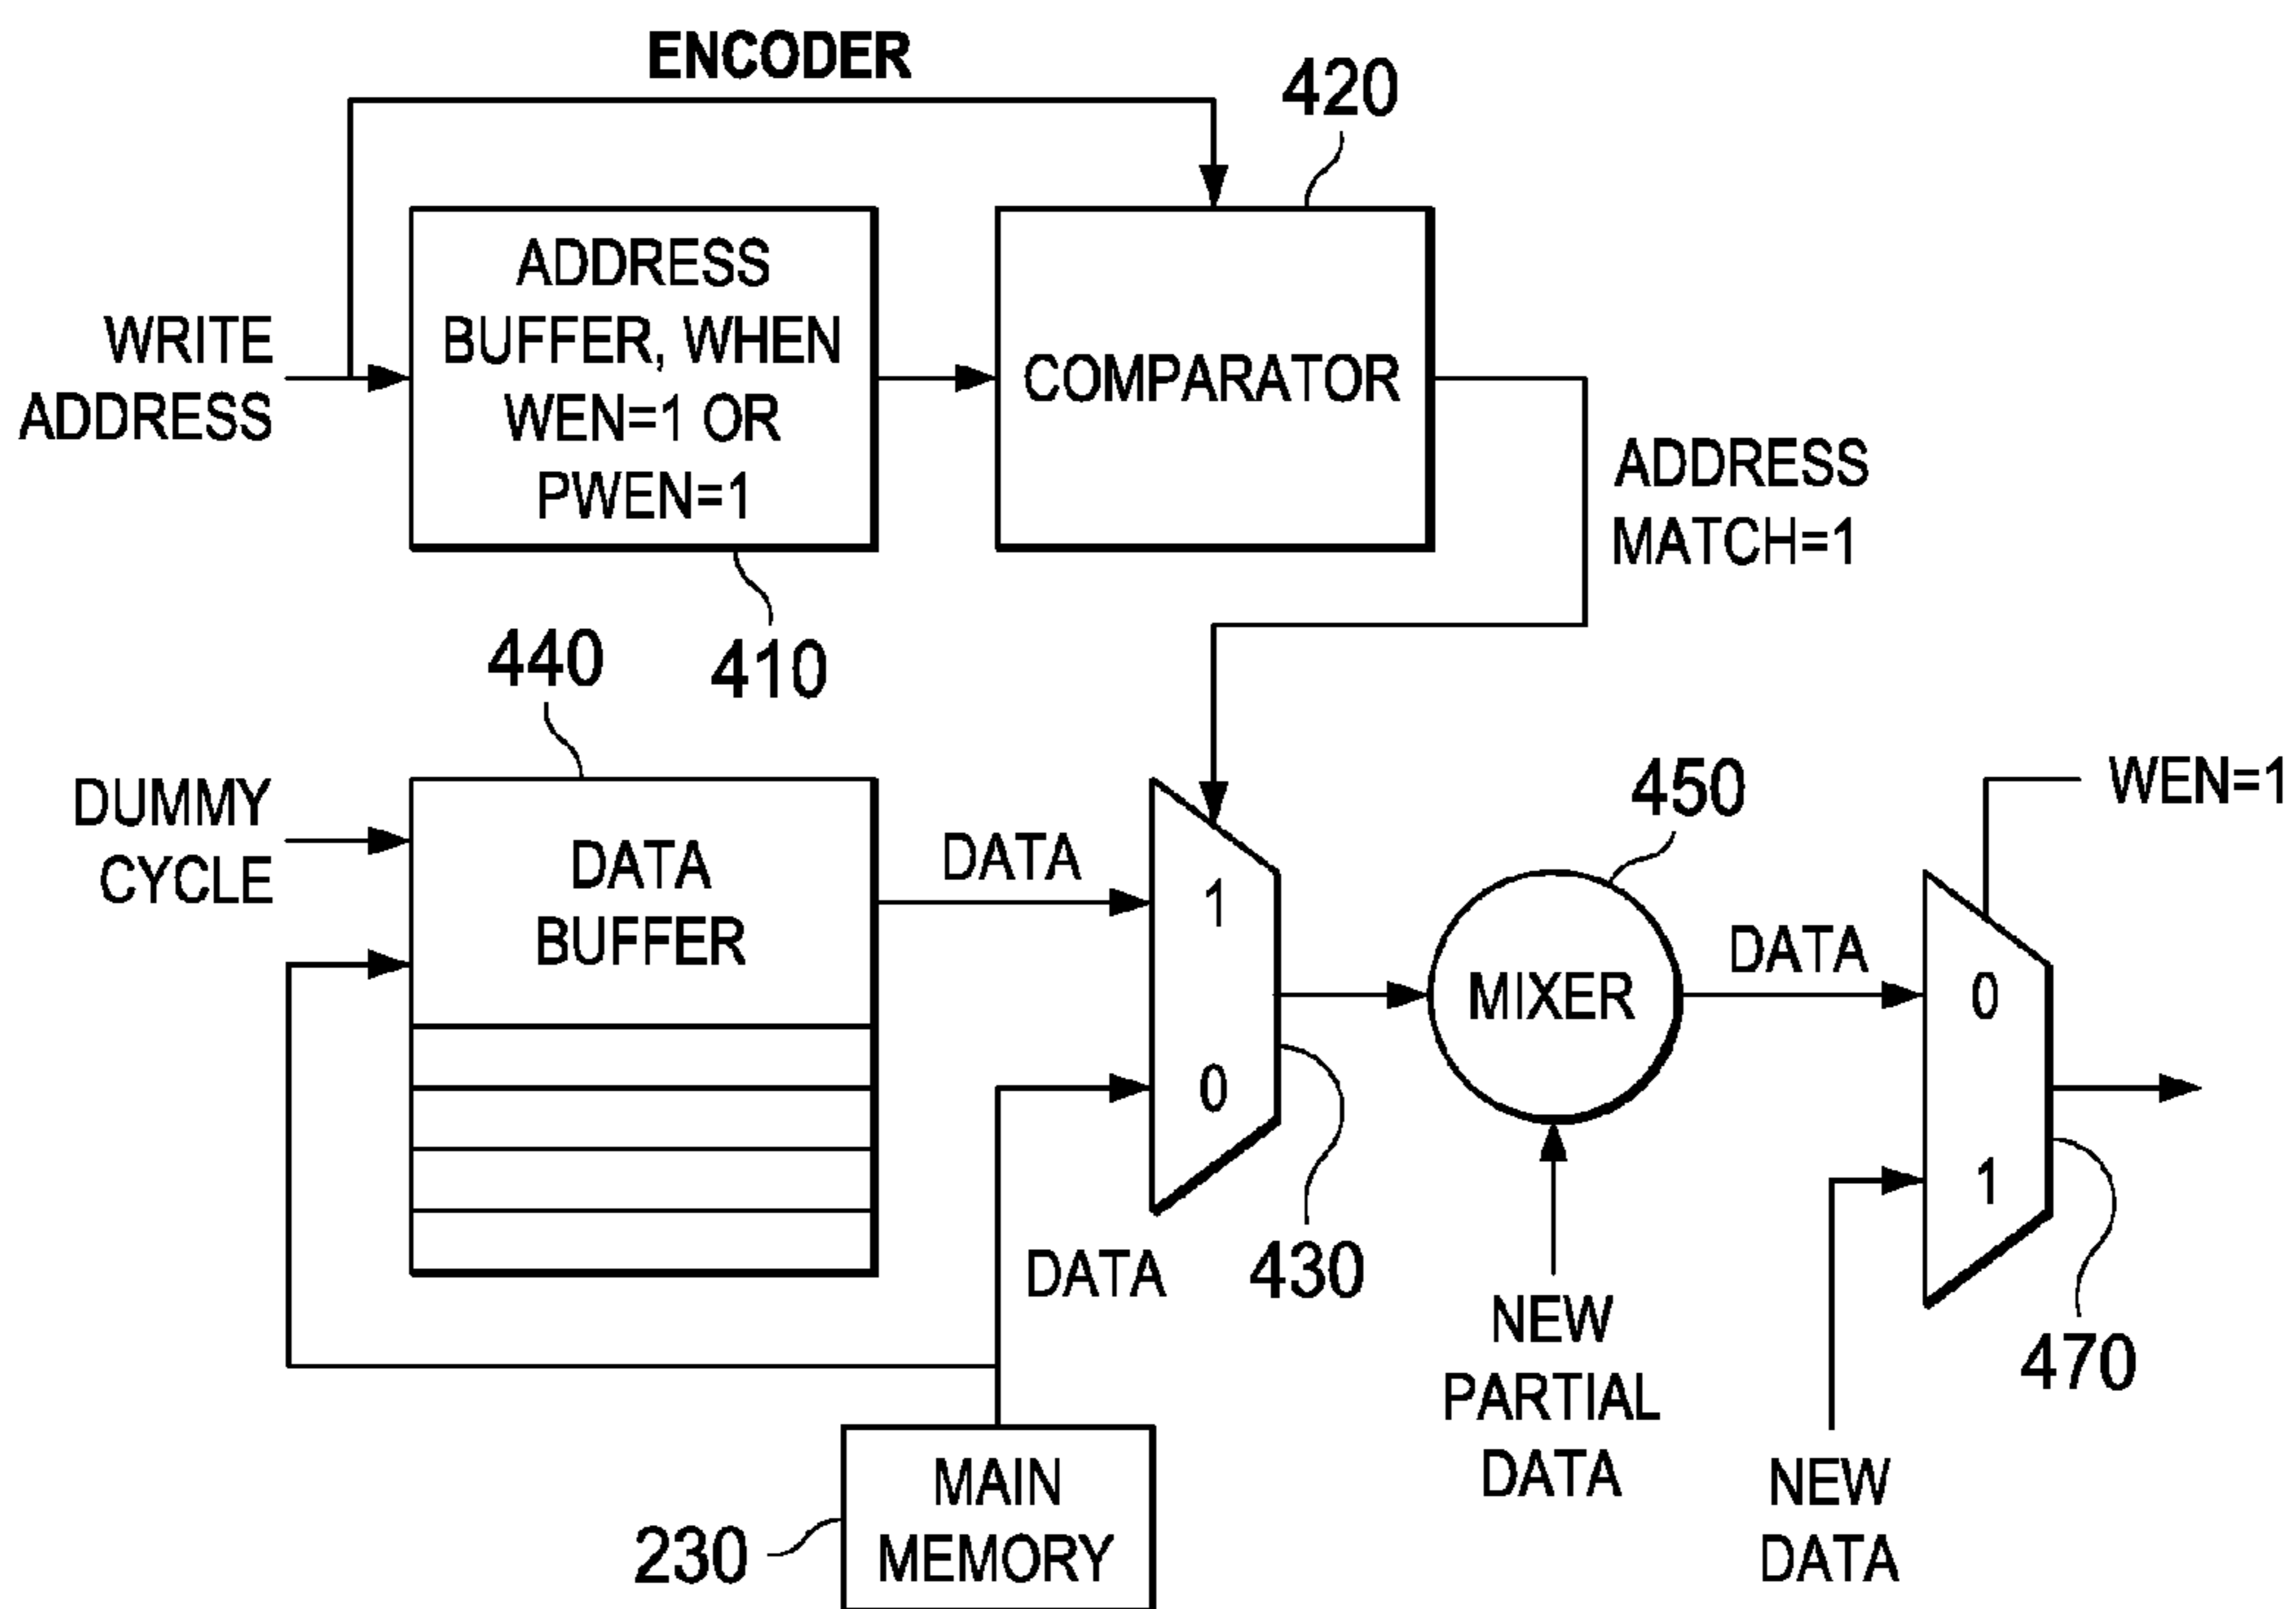 ENCODER
420
WRITE
ADDRESS
ADDRESS
BUFFER, WHEN
WEN=1 OR
PWEN=1
COMPARATOR
ADDRESS
MATCH=1
410
440
DUMMY
CYCLE
DATA
BUFFER
DATA
1
0
430
DATA
450
MIXER
DATA
WEN=1
0
1
470
NEW
PARTIAL
DATA
NEW
DATA
MAIN
MEMORY
230